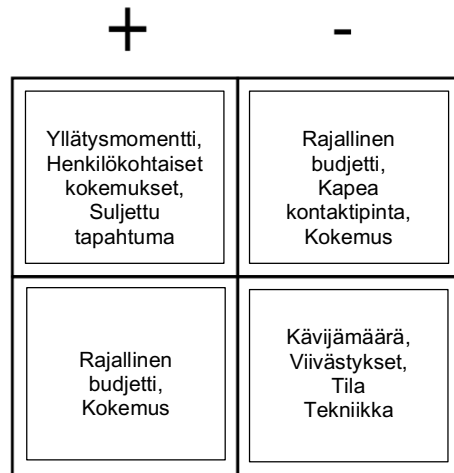 + -
Yllätysmomentti,
Henkilökohtaiset
kokemukset,
Suljettu
tapahtuma
Rajallinen
budjetti,
Kapea
kontaktipinta,
Kokemus
Rajallinen
budjetti,
Kokemus
Kävijämäärä,
Viivästykset,
Tila
Tekniikka